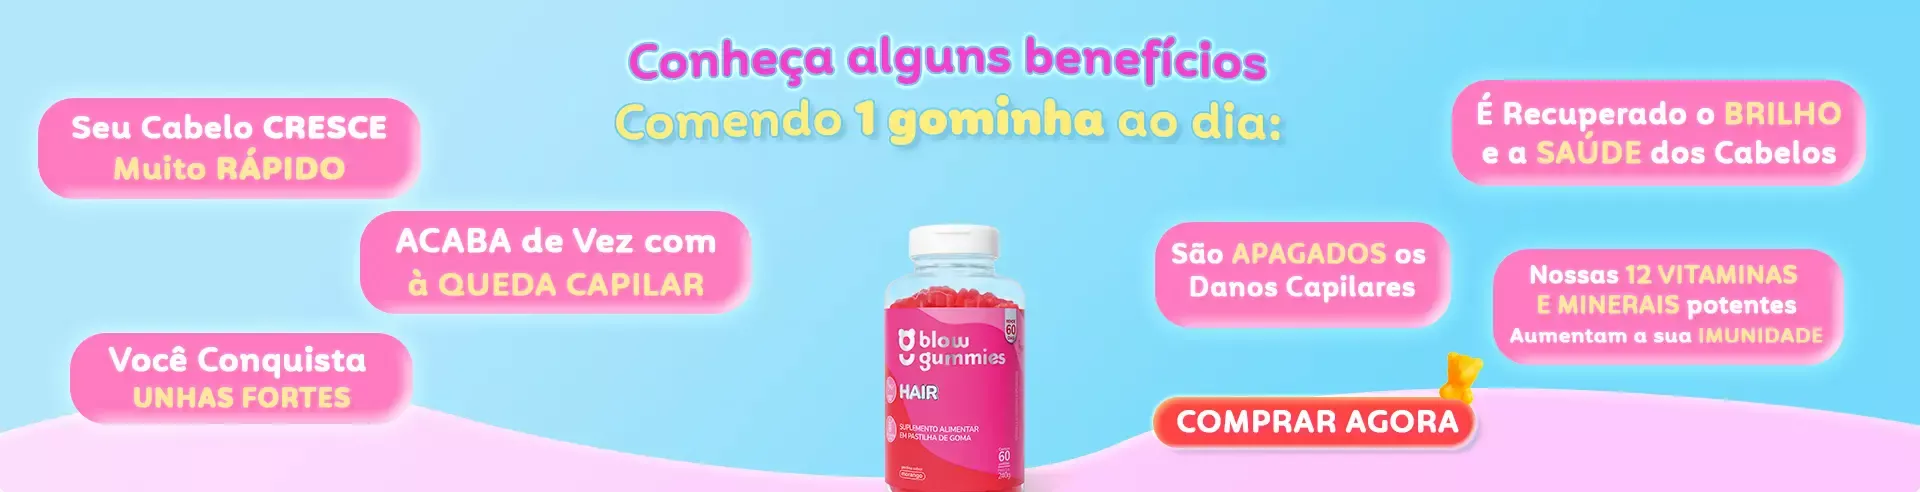 Conheça alguns benefícios
Comendo 1 gominha ao dia:
Seu Cabelo CRESCE
Muito RÁPIDO
ACABA de Vez com
à QUEDA CAPILAR
Você Conquista
UNHAS FORTES
É Recuperado o BRILHO
e a SAÚDE dos Cabelos
São APAGADOS os
Danos Capilares
Nossas 12 VITAMINAS
E MINERAIS potentes
Aumentam a sua IMUNIDADE
COMPRAR AGORA
blow
gummies
HAIR
SUPLEMENTO ALIMENTAR
EM PASTILHA DE GOMA
morango
60
60